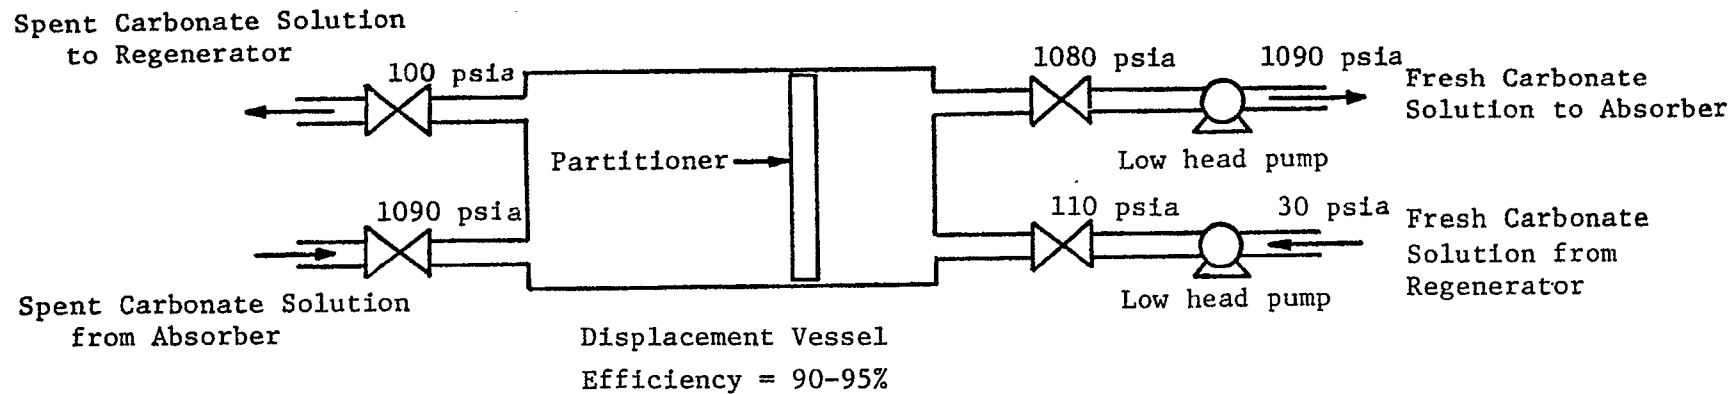 Spent Carbonate Solution
to Regenerator
100 psia
1080 psia
1090 psia
Fresh Carbonate
Solution to Absorber
Partitioner
Low head pump
1090 psia
110 psia
30 psia
Fresh Carbonate
Solution from
Regenerator
Low head pump
Spent Carbonate Solution
from Absorber
Displacement Vessel
Efficiency = 90-95%